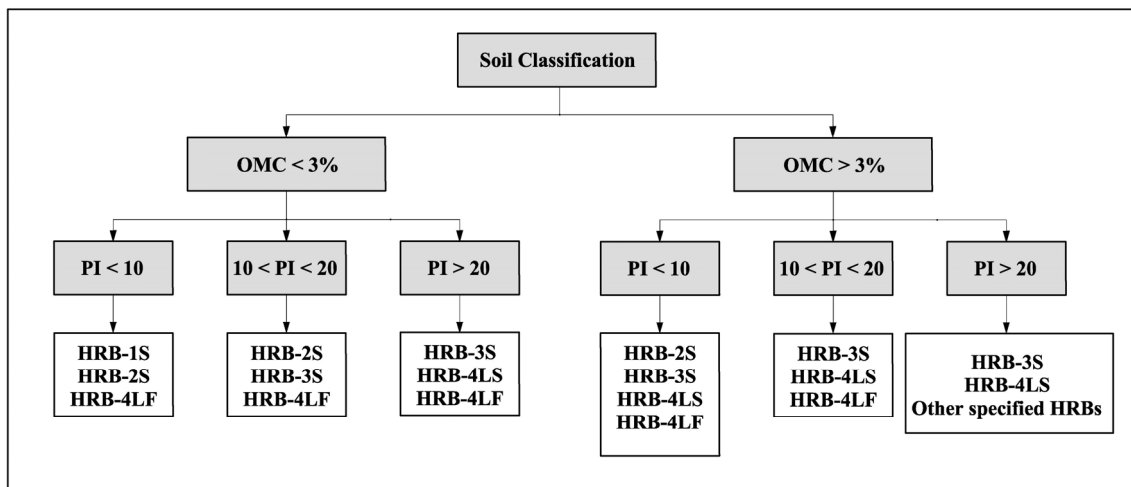 Soil Classification
OMC < 3%
OMC > 3%
PI < 10
10 < PI < 20
PI > 20
PI < 10
10 < PI < 20
PI > 20
HRB-1S
HRB-2S
HRB-4LF
HRB-2S
HRB-3S
HRB-4LF
HRB-3S
HRB-4LS
HRB-4LF
HRB-2S
HRB-3S
HRB-4LS
HRB-4LF
HRB-3S
HRB-4LS
HRB-4LF
HRB-3S
HRB-4LS
Other specified HRBs